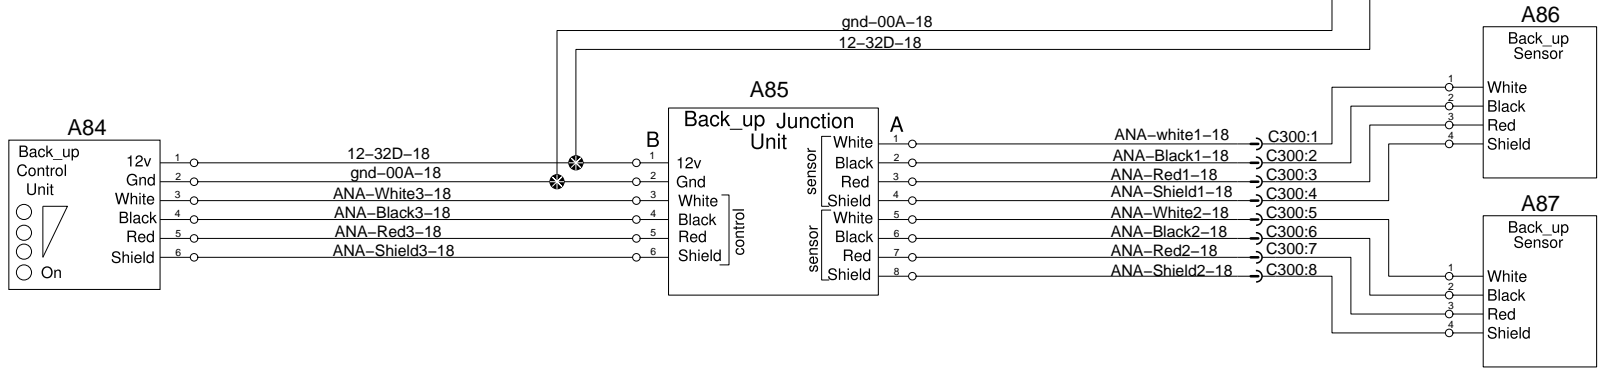 gnd-00A-18
12-32D-18
A84
Back_up
Control
Unit
On
12v 1
Gnd 2
White 3
Black 4
Red 5
Shield 6
12-32D-18
gnd-00A-18
ANA-White3-18
ANA-Black3-18
ANA-Red3-18
ANA-Shield3-18
A85
B
A
Back_up Junction
Unit
1 12v
2 Gnd
3 White
4 Black
5 Red
6 Shield
control
sensor
White 1
Black 2
Red 3
Shield 4
sensor
White 5
Black 6
Red 7
Shield 8
ANA-white1-18 C300:1
ANA-Black1-18 C300:2
ANA-Red1-18 C300:3
ANA-Shield1-18 C300:4
ANA-White2-18 C300:5
ANA-Black2-18 C300:6
ANA-Red2-18 C300:7
ANA-Shield2-18 C300:8
A86
Back_up
Sensor
1 White
2 Black
3 Red
4 Shield
A87
Back_up
Sensor
1 White
2 Black
3 Red
4 Shield